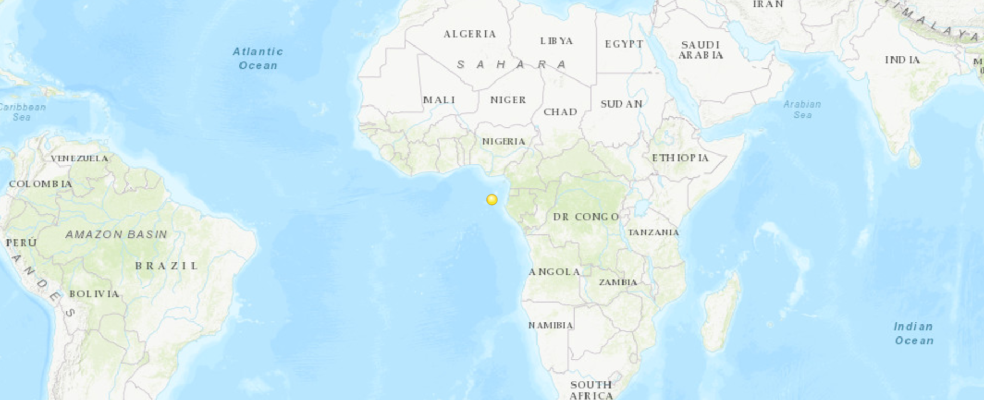 IRAN
HIMALAYA
Atlantic
Ocean
ALGERIA
LIBYA
EGYPT
SAUDI
ARABIA
INDIA
SAHARA
Caribbean
Sea
MALI
NIGER
CHAD
SUDAN
Arabian
Sea
NIGERIA
VENEZUELA
ETHIOPIA
COLOMBIA
DR CONGO
AMAZON BASIN
TANZANIA
PERÚ
BRAZIL
ANDES
ANGOLA
ZAMBIA
BOLIVIA
NAMIBIA
Indian
Ocean
SOUTH
AFRICA